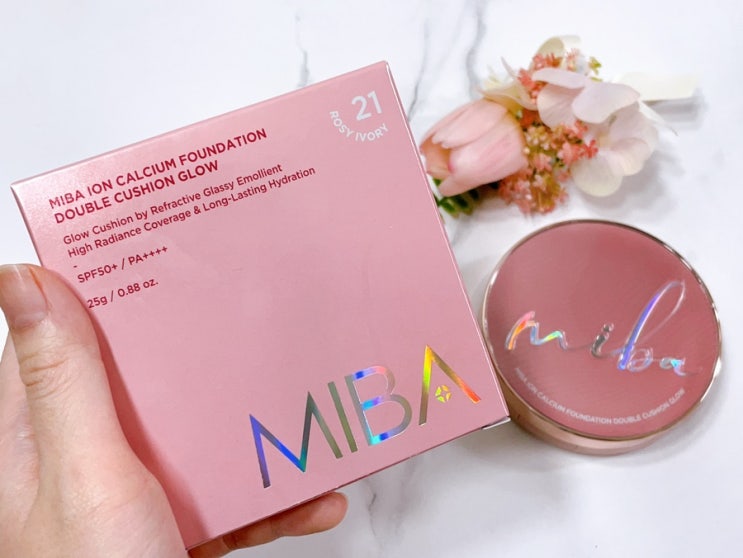 21
ROSY IVORY
MIBA ION CALCIUM FOUNDATION
DOUBLE CUSHION GLOW
Glow Cushion by Refractive Glassy Emollient
High Radiance Coverage & Long-Lasting Hydration
-
SPF50+ / PA++++
25g / 0.88 oz.
MIBA
miba
MIBA ION CALCIUM FOUNDATION DOUBLE CUSHION GLOW